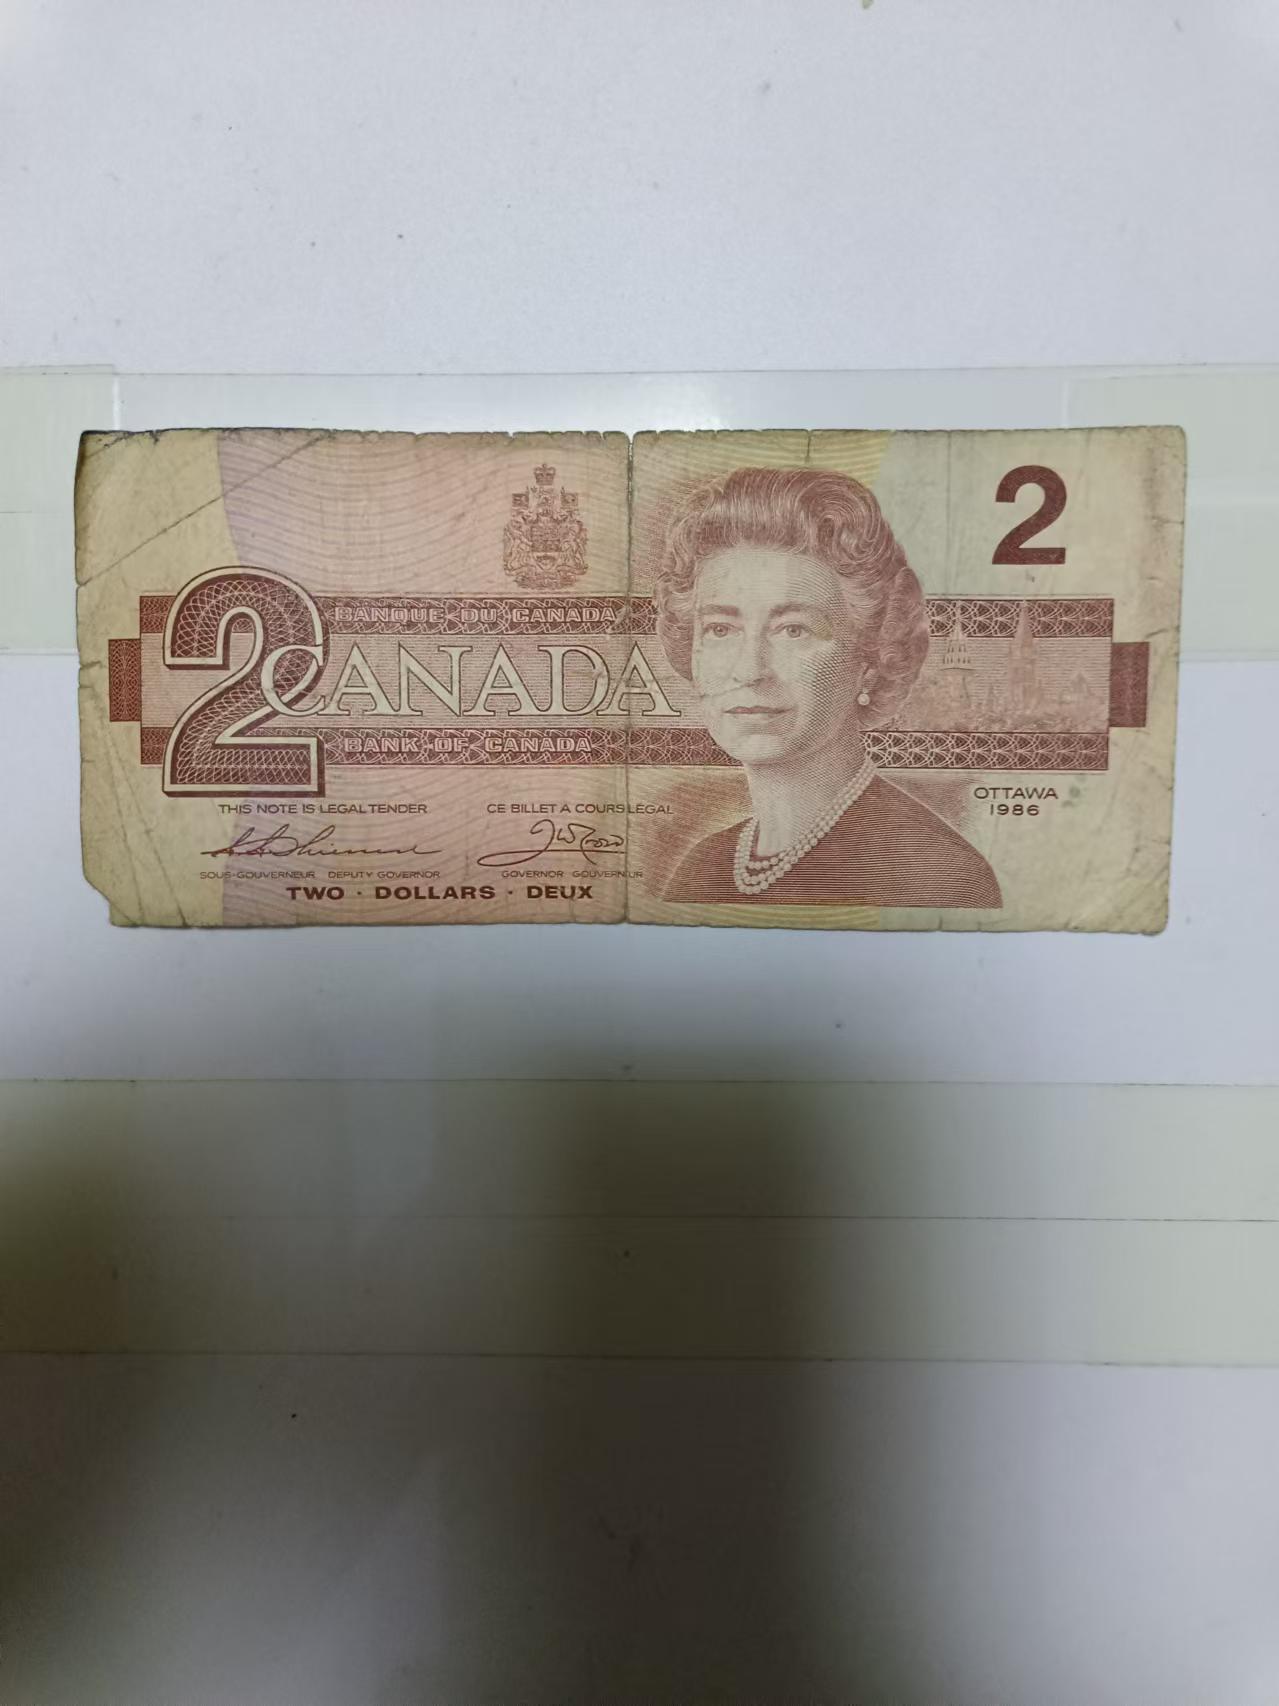 2
BANQUE DU CANADA
2 CANADA
BANK OF CANADA
THIS NOTE IS LEGAL TENDER CE BILLET A COURS LÉGAL
OTTAWA
1986
SOUS-GOUVERNEUR DEPUTY GOVERNOR GOVERNOR GOUVERNEUR
TWO · DOLLARS · DEUX